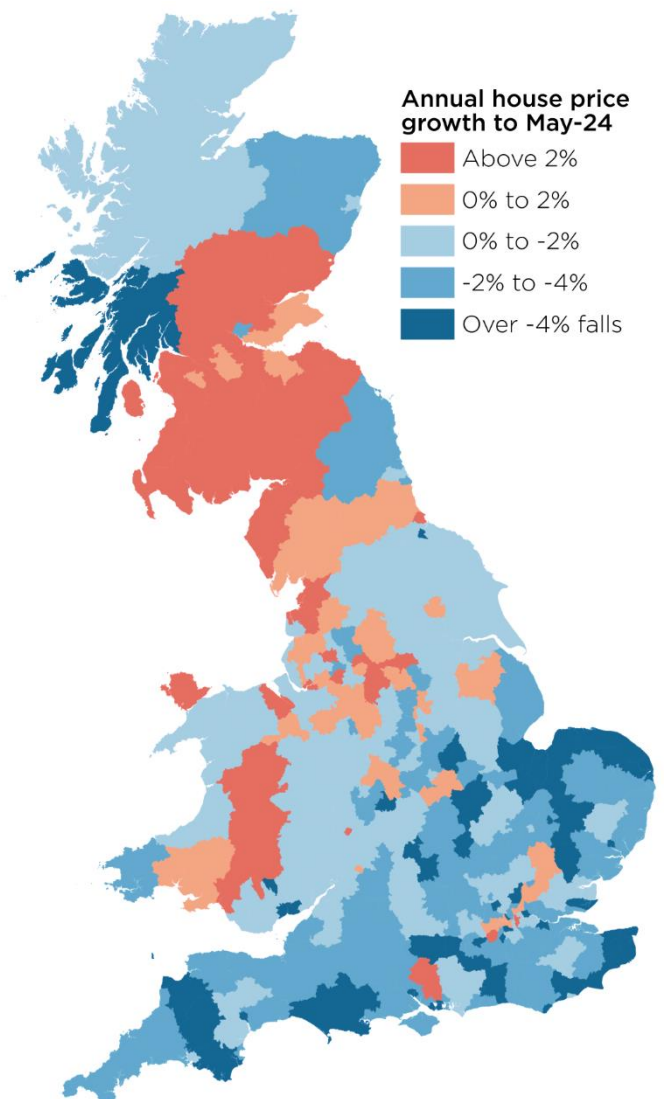 Annual house price
growth to May-24
Above 2%
0% to 2%
0% to -2%
-2% to -4%
Over -4% falls